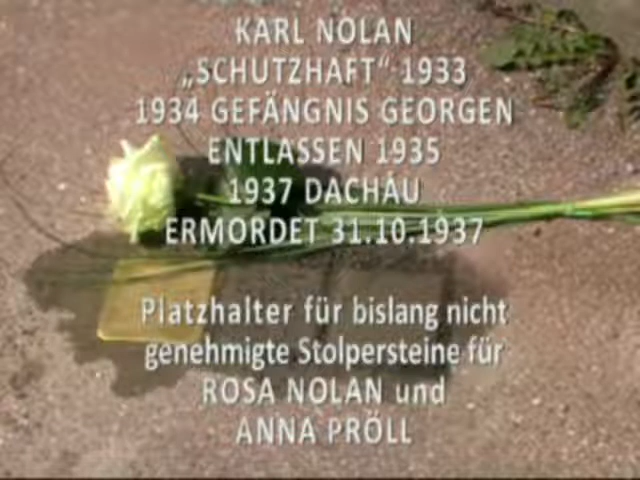 KARL NOLAN
„SCHUTZHAFT“ 1933
1934 GEFÄNGNIS GEORGEN
ENTLASSEN 1935
1937 DACHAU
ERMORDET 31.10.1937
Platzhalter für bislang nicht
genehmigte Stolpersteine für
ROSA NOLAN und
ANNA PRÖLL